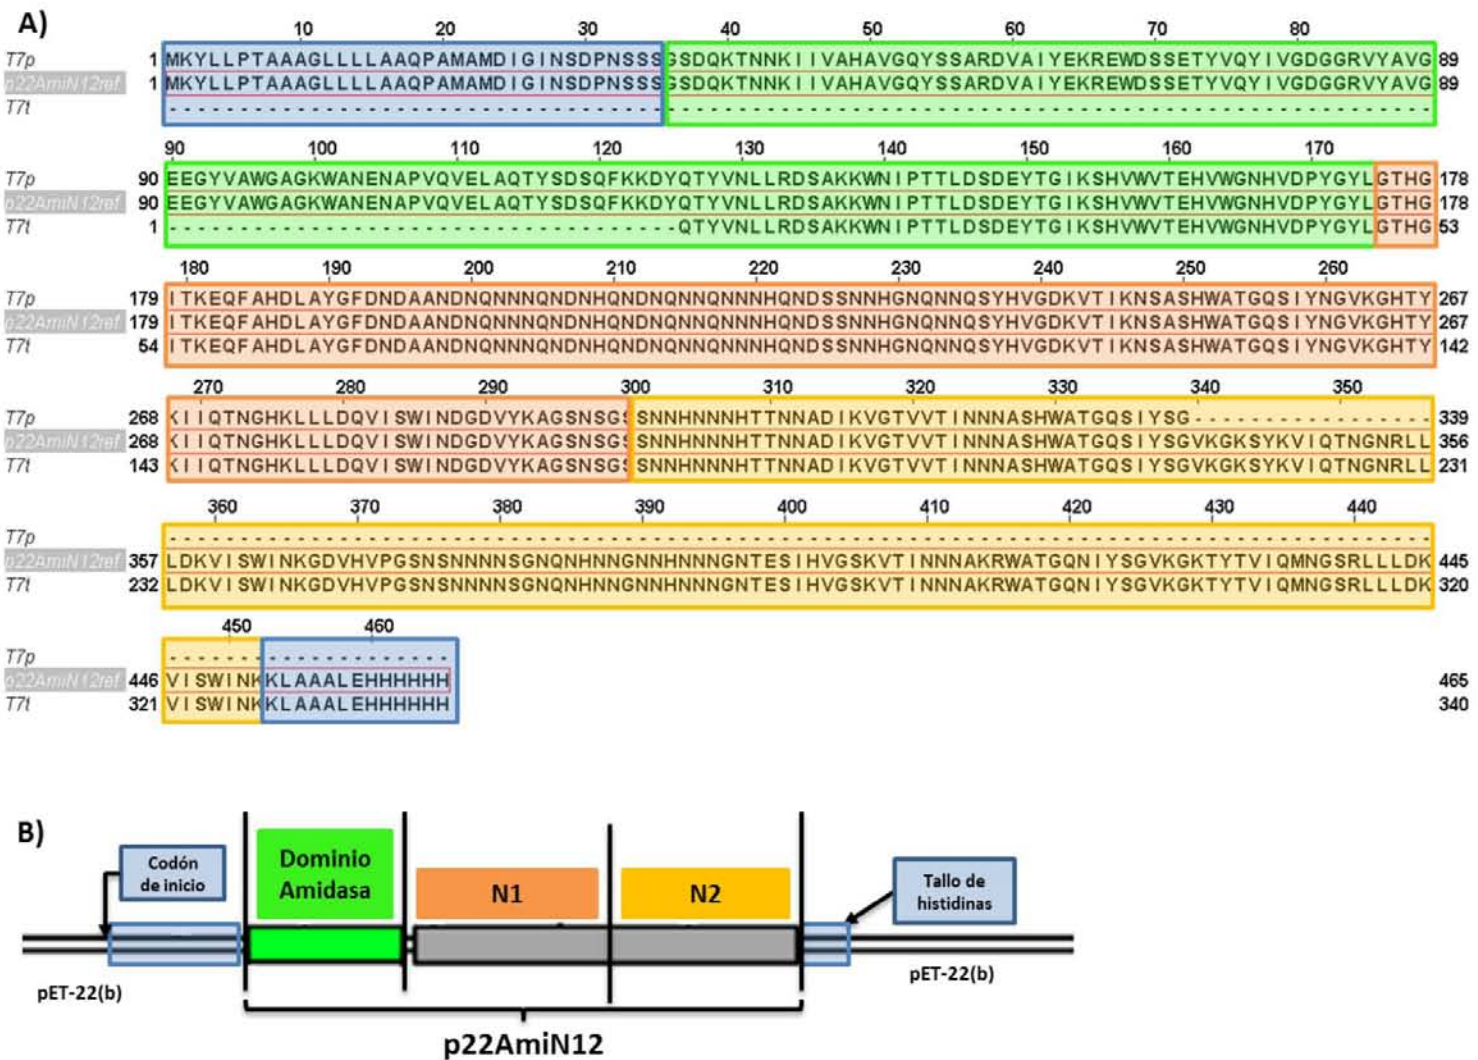 A)
10 20 30 40 50 60 70 80
T7p 1 MKYLLPTAAAGLLLLAAQPAMAMDIGINSDPNSSSGSDQKTNNKIIVAHAVGQYSSARDVAIYEKREWDSSETYVQYIVGDGGRVYAVG 89
p22AmiN12ref 1 MKYLLPTAAAGLLLLAAQPAMAMDIGINSDPNSSSGSDQKTNNKIIVAHAVGQYSSARDVAIYEKREWDSSETYVQYIVGDGGRVYAVG 89
T7t -----------------------------------------------------------------------------------------
90 100 110 120 130 140 150 160 170
T7p 90 EEGYVAWGAGKWANENAPVQVELAQTYSDSQFKKDYQTYVNLLRDSAKKWNIPTTLDSDEYTGIKSHVWVTEHVWGNHVDPYGYLGTHG 178
p22AmiN12ref 90 EEGYVAWGAGKWANENAPVQVELAQTYSDSQFKKDYQTYVNLLRDSAKKWNIPTTLDSDEYTGIKSHVWVTEHVWGNHVDPYGYLGTHG 178
T7t 1 ------------------------------------QTYVNLLRDSAKKWNIPTTLDSDEYTGIKSHVWVTEHVWGNHVDPYGYLGTHG 53
180 190 200 210 220 230 240 250 260
T7p 179 ITKEQFAHDLAYGFDNDAANDNQNNNQNDNHQNDNQNNQNNNHQNDSSNNHGNQNNQSYHVGDKVTIKNSASHWATGQSIYNGVKGHTY 267
p22AmiN12ref 179 ITKEQFAHDLAYGFDNDAANDNQNNNQNDNHQNDNQNNQNNNHQNDSSNNHGNQNNQSYHVGDKVTIKNSASHWATGQSIYNGVKGHTY 267
T7t 54 ITKEQFAHDLAYGFDNDAANDNQNNNQNDNHQNDNQNNQNNNHQNDSSNNHGNQNNQSYHVGDKVTIKNSASHWATGQSIYNGVKGHTY 142
270 280 290 300 310 320 330 340 350
T7p 268 KIIQTNGHKLLLDQVISWINDGDVYKAGSNSGSSNNHNNNHTTNNADIKVGTVVTINNNASHWATGQSIYSG----------------- 339
p22AmiN12ref 268 KIIQTNGHKLLLDQVISWINDGDVYKAGSNSGSSNNHNNNHTTNNADIKVGTVVTINNNASHWATGQSIYSGVKGKSYKVIQTNGNRLL 356
T7t 143 KIIQTNGHKLLLDQVISWINDGDVYKAGSNSGSSNNHNNNHTTNNADIKVGTVVTINNNASHWATGQSIYSGVKGKSYKVIQTNGNRLL 231
360 370 380 390 400 410 420 430 440
T7p -----------------------------------------------------------------------------------------
p22AmiN12ref 357 LDKVISWINKGDVHVPGSNSNNNNSGNQNHNNGNNHNNNGNTESIHVGSKVTINNNAKRWATGQNIYSGVKGKTYTVIQMNGSRLLLDK 445
T7t 232 LDKVISWINKGDVHVPGSNSNNNNSGNQNHNNGNNHNNNGNTESIHVGSKVTINNNAKRWATGQNIYSGVKGKTYTVIQMNGSRLLLDK 320
450 460
T7p --------------------
p22AmiN12ref 446 VISWINKKLAAALEHHHHHH 465
T7t 321 VISWINKKLAAALEHHHHHH 340
B)
Codón
de inicio
Dominio
Amidasa
N1
N2
Tallo de
histidinas
pET-22(b)
pET-22(b)
p22AmiN12